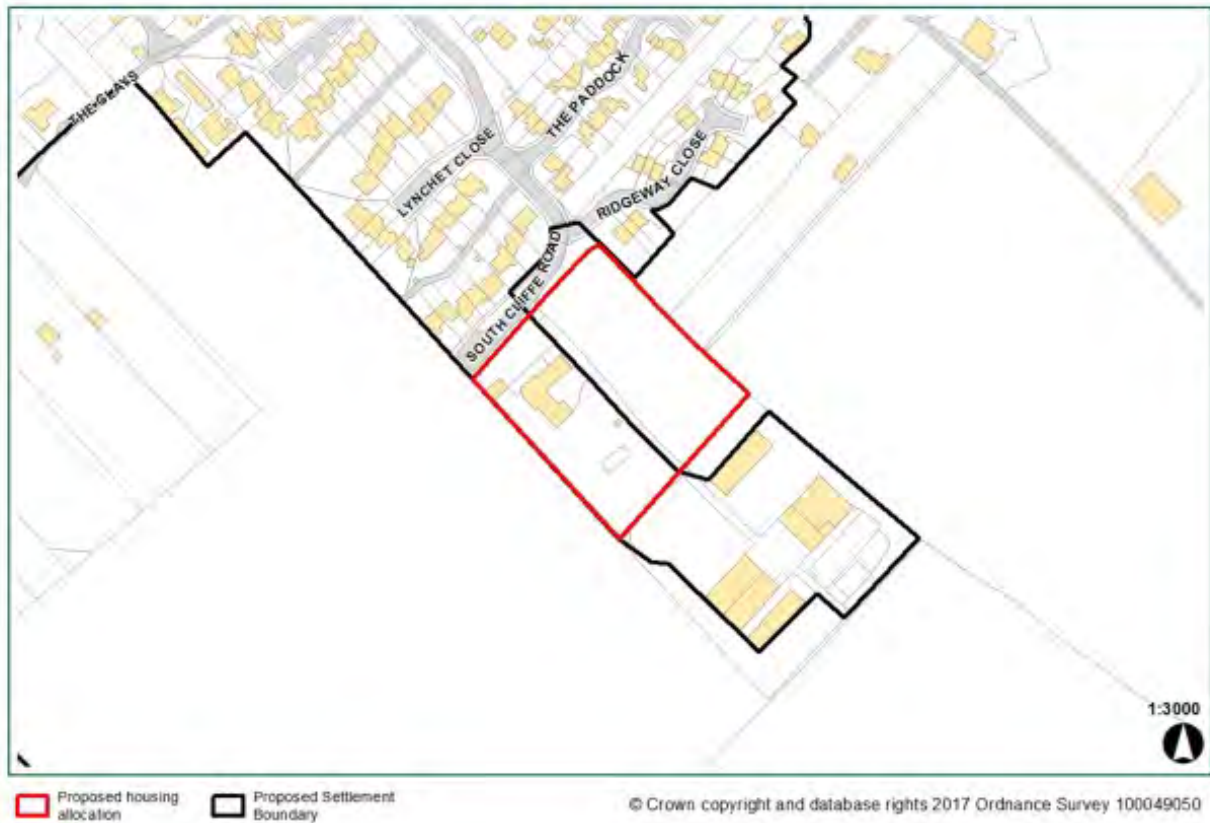 THE CLAYS
LYNCHET CLOSE
THE PADDOCK
RIDGEWAY CLOSE
SOUTH CLIFFE ROAD
1:3000
Proposed housing
allocation
Proposed Settlement
Boundary
© Crown copyright and database rights 2017 Ordnance Survey 100049050